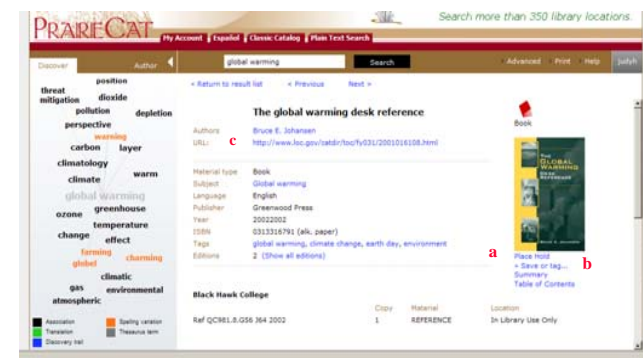 PRAIRIECAT
Search more than 350 library locations.
My Account Español Classic Catalog Plain Text Search
Discover Author
global warming Search
Advanced Print Help judyh
position
threat
mitigation dioxide
pollution depletion
perspective
warning
carbon layer
climatology
climate warm
global warming
ozone greenhouse
temperature
change effect
farming charming
globel
climatic
gas environmental
atmospheric
Association Spelling variation
Translation Thesaurus term
Discovery trail
« Return to result list < Previous Next >
The global warming desk reference
Authors Bruce E. Johansen
URL: c http://www.loc.gov/catdir/toc/fy031/2001016108.html
Material type Book
Subject Global warming
Language English
Publisher Greenwood Press
Year 20022002
ISBN 0313316791 (alk. paper)
Tags global warming, climate change, earth day, environment
Editions 2 (Show all editions)
Book
THE
GLOBAL
WARMING
DESK
REFERENCE
a
Place Hold
+ Save or tag... b
Summary
Table of Contents
Black Hawk College
Copy Material Location
Ref QC981.8.G56 J64 2002 1 REFERENCE In Library Use Only